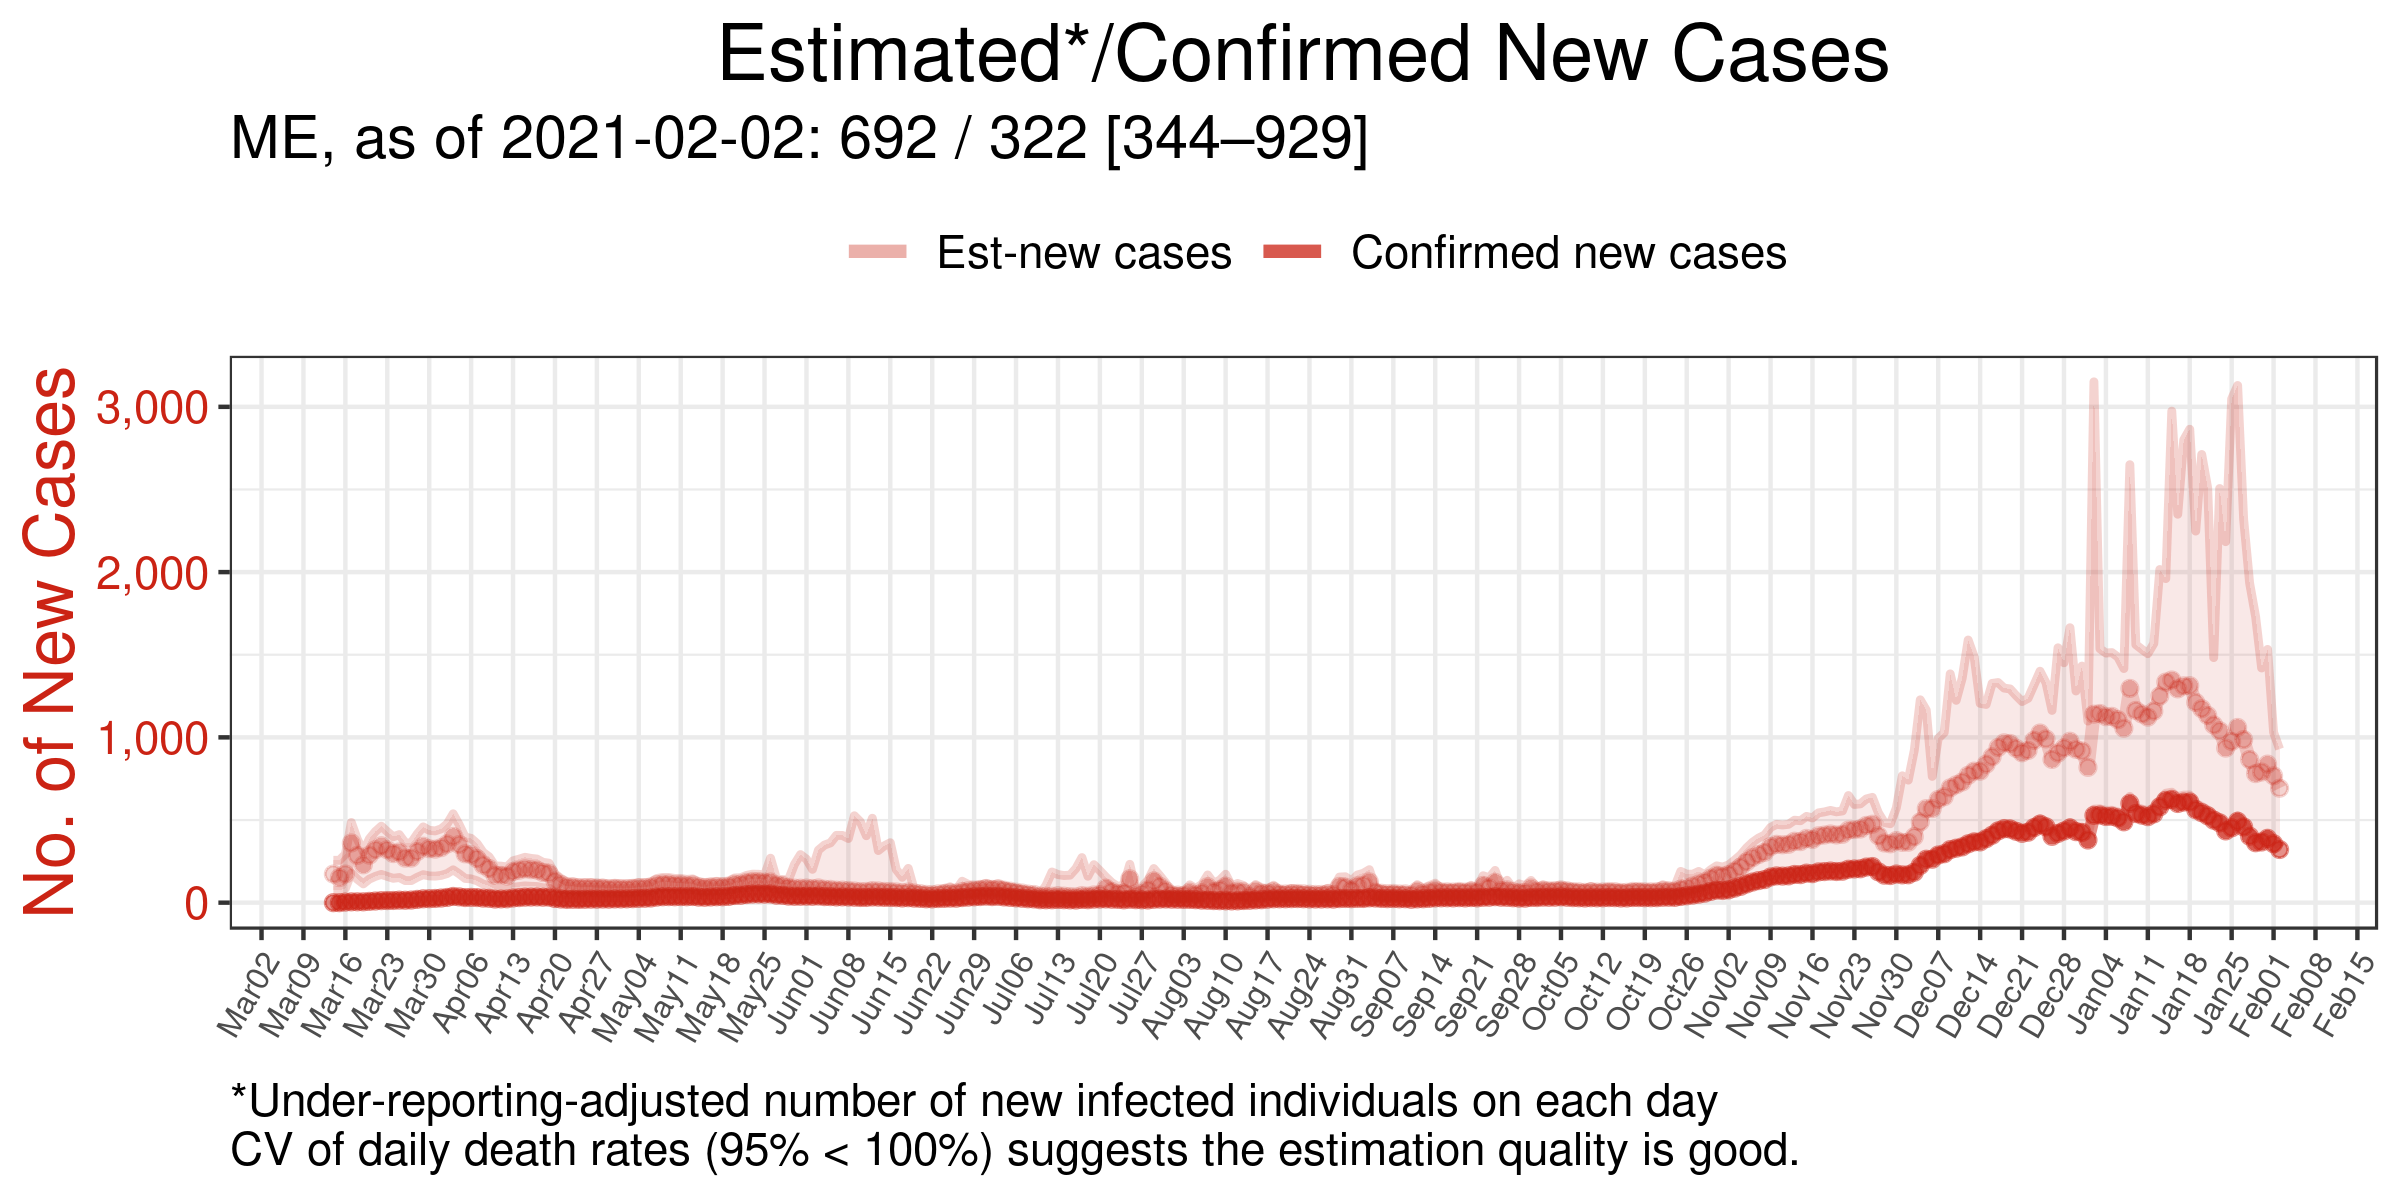 Estimated*/Confirmed New Cases
ME, as of 2021-02-02: 692 / 322 [344–929]
Est-new cases Confirmed new cases
No. of New Cases
3,000
2,000
1,000
0
Mar02 Mar09 Mar16 Mar23 Mar30 Apr06 Apr13 Apr20 Apr27 May04 May11 May18 May25 Jun01 Jun08 Jun15 Jun22 Jun29 Jul06 Jul13 Jul20 Jul27 Aug03 Aug10 Aug17 Aug24 Aug31 Sep07 Sep14 Sep21 Sep28 Oct05 Oct12 Oct19 Oct26 Nov02 Nov09 Nov16 Nov23 Nov30 Dec07 Dec14 Dec21 Dec28 Jan04 Jan11 Jan18 Jan25 Feb01 Feb08 Feb15
*Under-reporting-adjusted number of new infected individuals on each day
CV of daily death rates (95% < 100%) suggests the estimation quality is good.